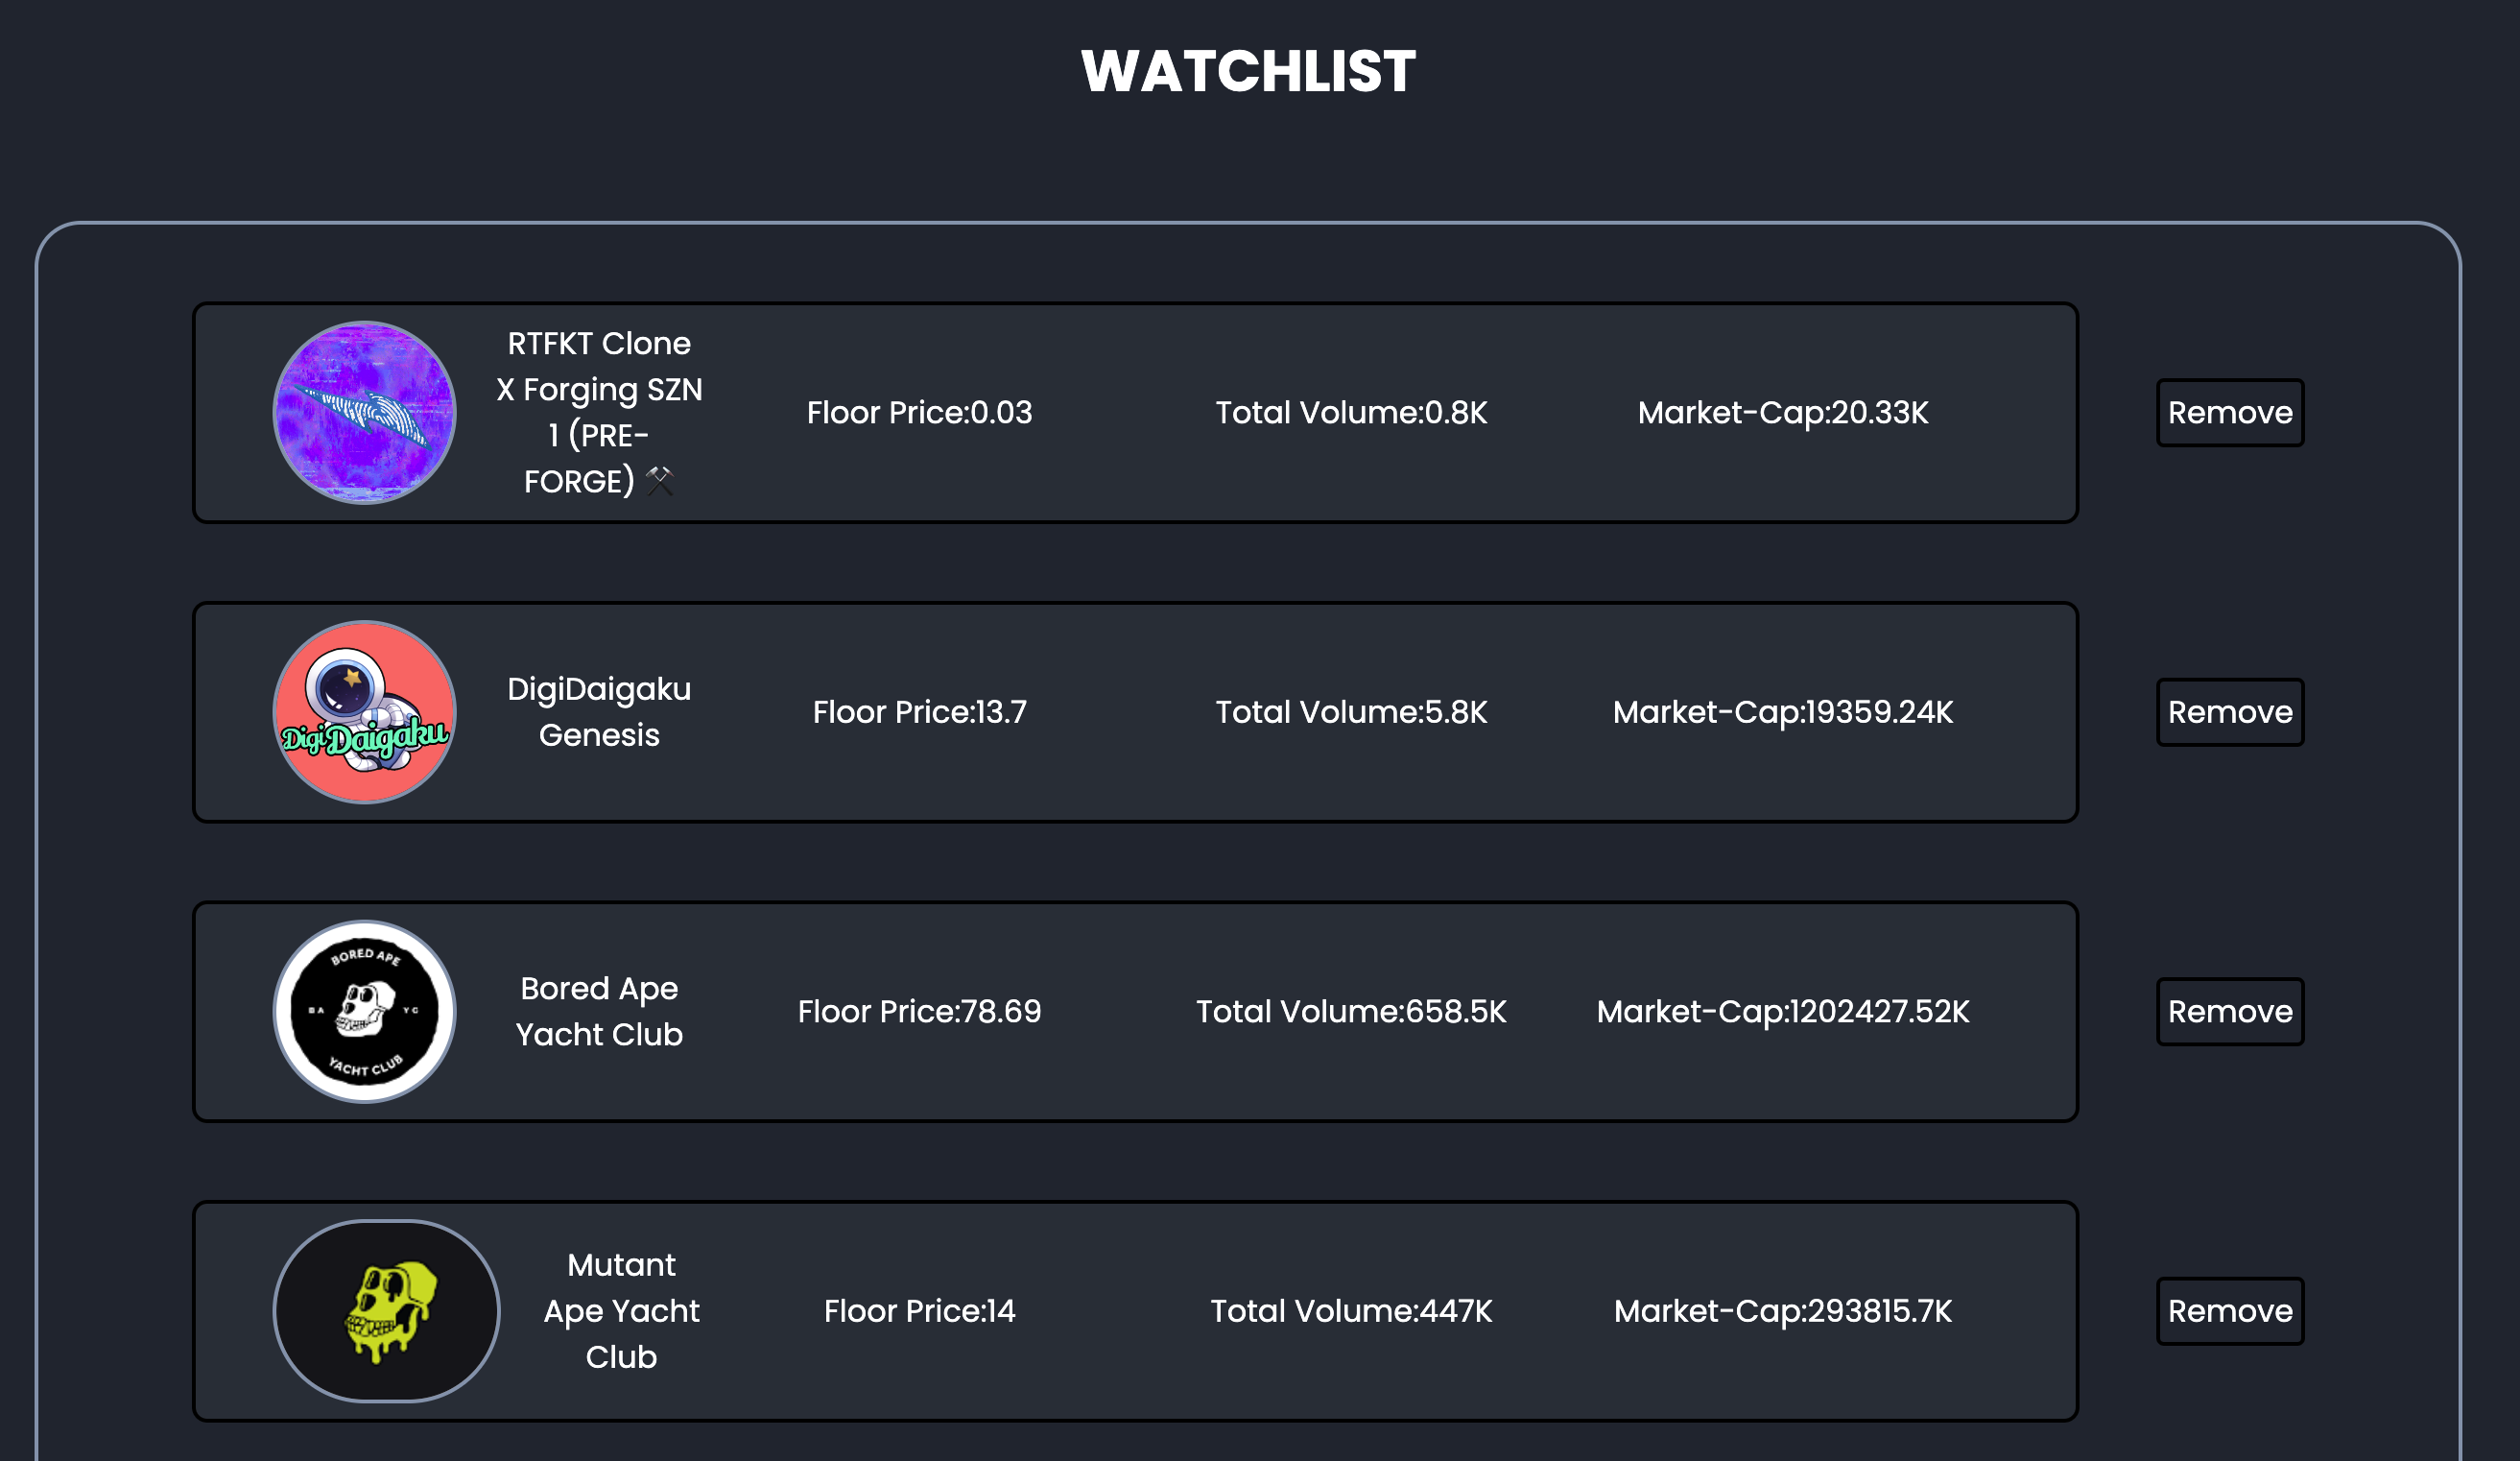 WATCHLIST
RTFKT Clone
X Forging SZN
1 (PRE-
FORGE) ⚒
Floor Price:0.03
Total Volume:0.8K
Market-Cap:20.33K
Remove
DigiDaigaku
DigiDaigaku
Genesis
Floor Price:13.7
Total Volume:5.8K
Market-Cap:19359.24K
Remove
BORED APE
BA YC
YACHT CLUB
Bored Ape
Yacht Club
Floor Price:78.69
Total Volume:658.5K
Market-Cap:1202427.52K
Remove
Mutant
Ape Yacht
Club
Floor Price:14
Total Volume:447K
Market-Cap:293815.7K
Remove